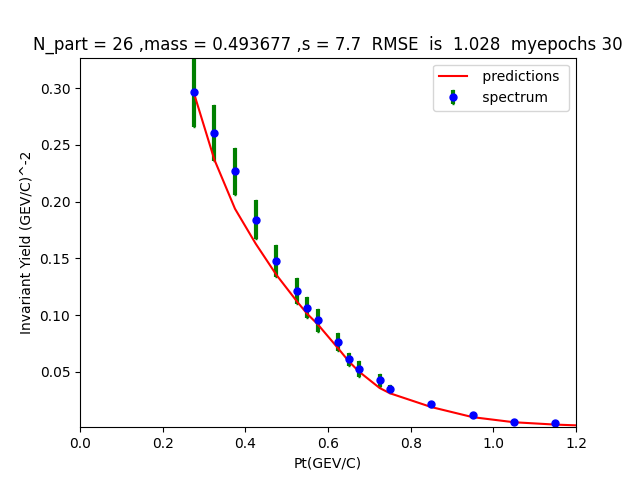 N_part = 26 ,mass = 0.493677 ,s = 7.7  RMSE  is  1.028  myepochs 30
predictions
spectrum
Invariant Yield (GEV/C)^-2
0.30
0.25
0.20
0.15
0.10
0.05
0.0 0.2 0.4 0.6 0.8 1.0 1.2
Pt(GEV/C)